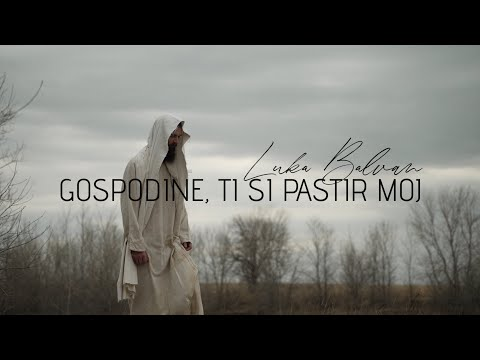 Luka Balvan
GOSPODINE, TI SI PASTIR MOJ